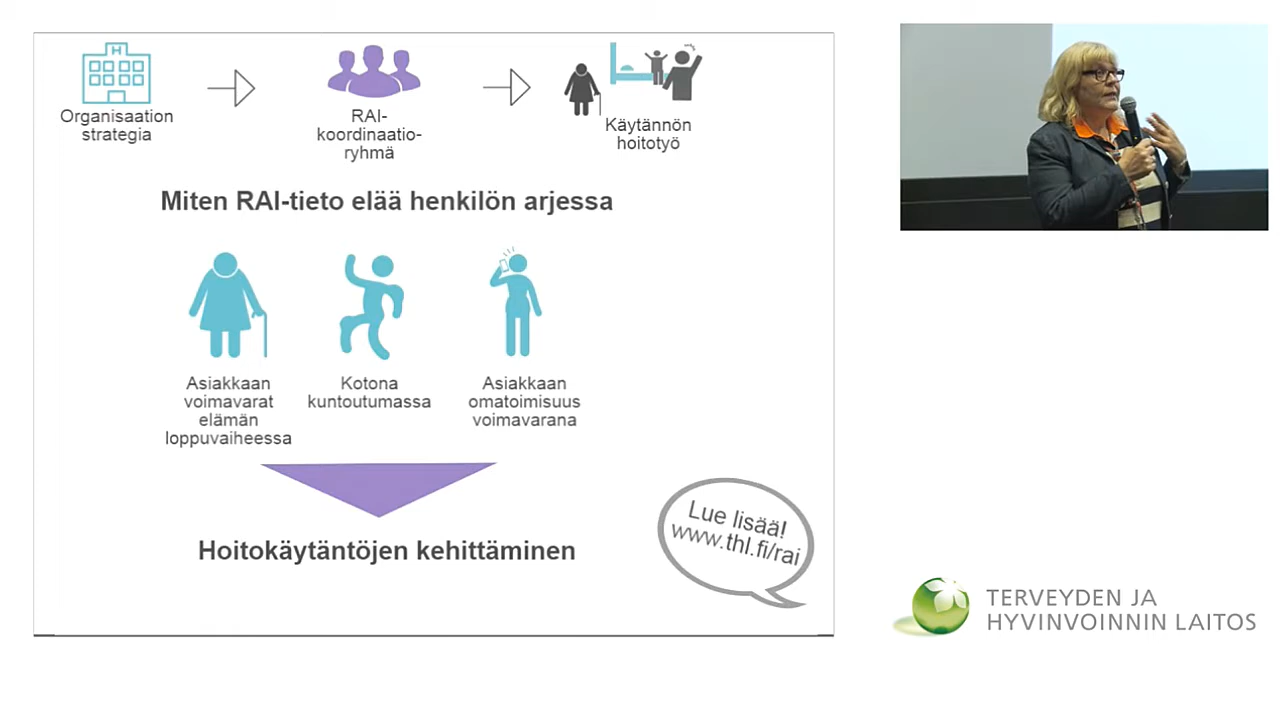 H
Organisaation
strategia
RAI-
koordinaatio-
ryhmä
Käytännön
hoitotyö
Miten RAI-tieto elää henkilön arjessa
Asiakkaan
voimavarat
elämän
loppuvaiheessa
Kotona
kuntoutumassa
Asiakkaan
omatoimisuus
voimavarana
Hoitokäytäntöjen kehittäminen
Lue lisää!
www.thl.fi/rai
TERVEYDEN JA
HYVINVOINNIN LAITOS